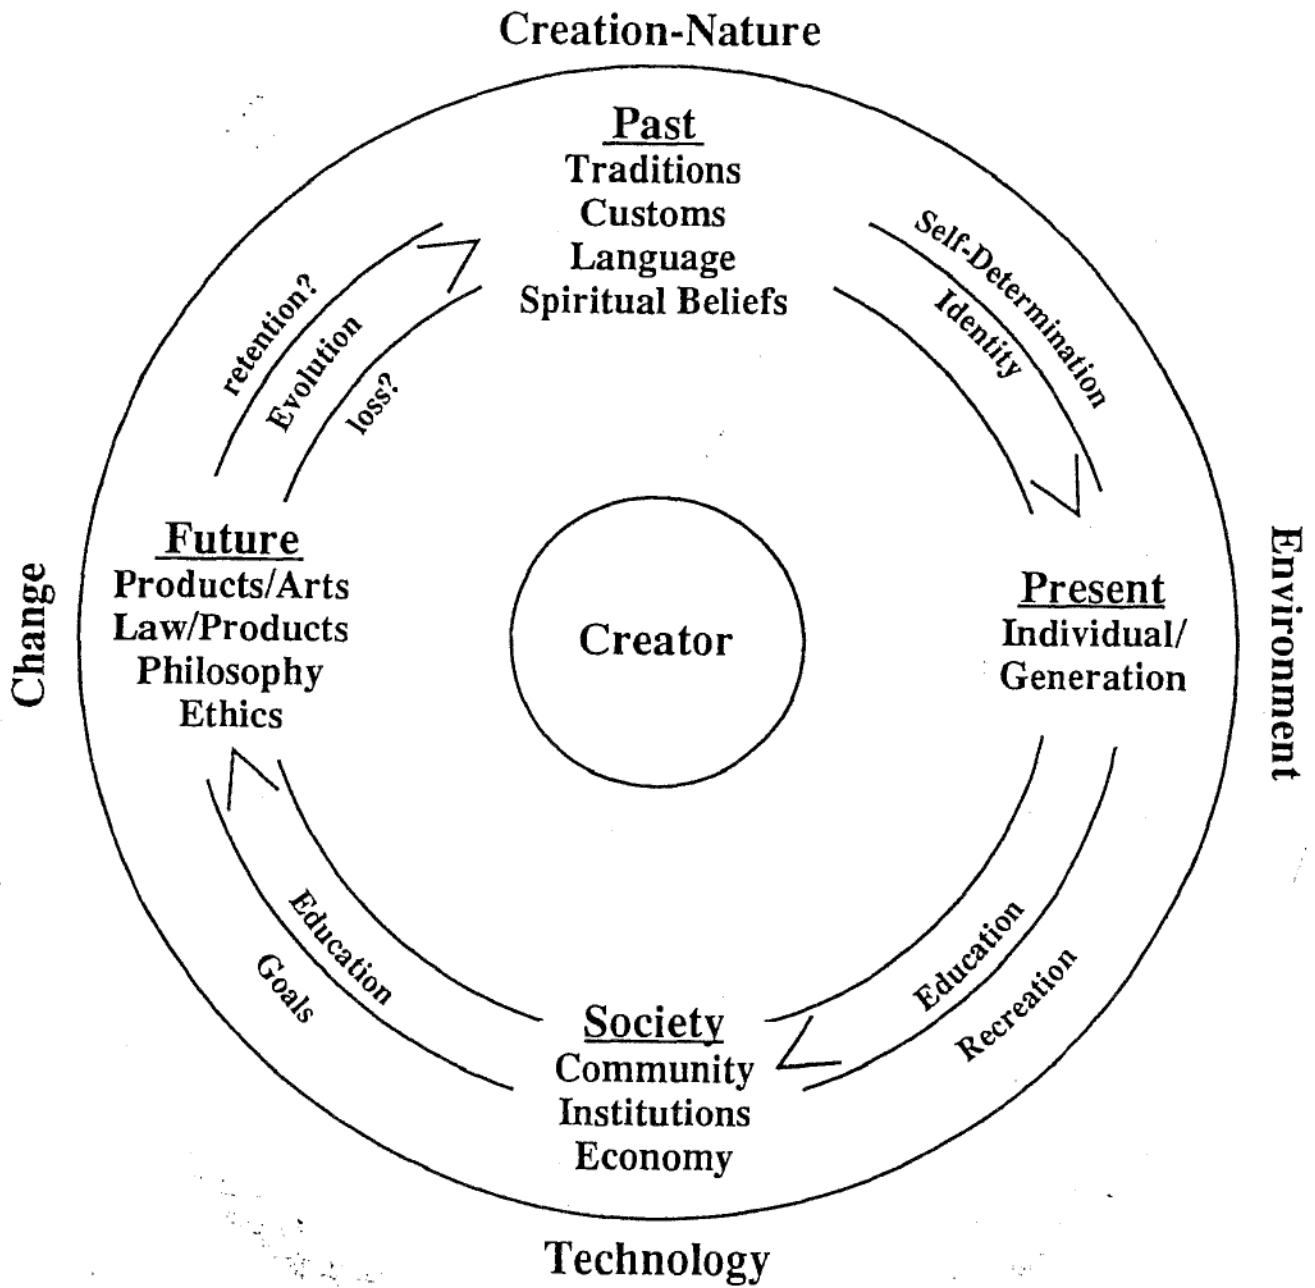 Creation-Nature
Past
Traditions
Customs
Language
Spiritual Beliefs
Self-Determination
Identity
retention?
Evolution
loss?
Future
Products/Arts
Law/Products
Philosophy
Ethics
Creator
Present
Individual/
Generation
Change
Environment
Education
Goals
Education
Recreation
Society
Community
Institutions
Economy
Technology